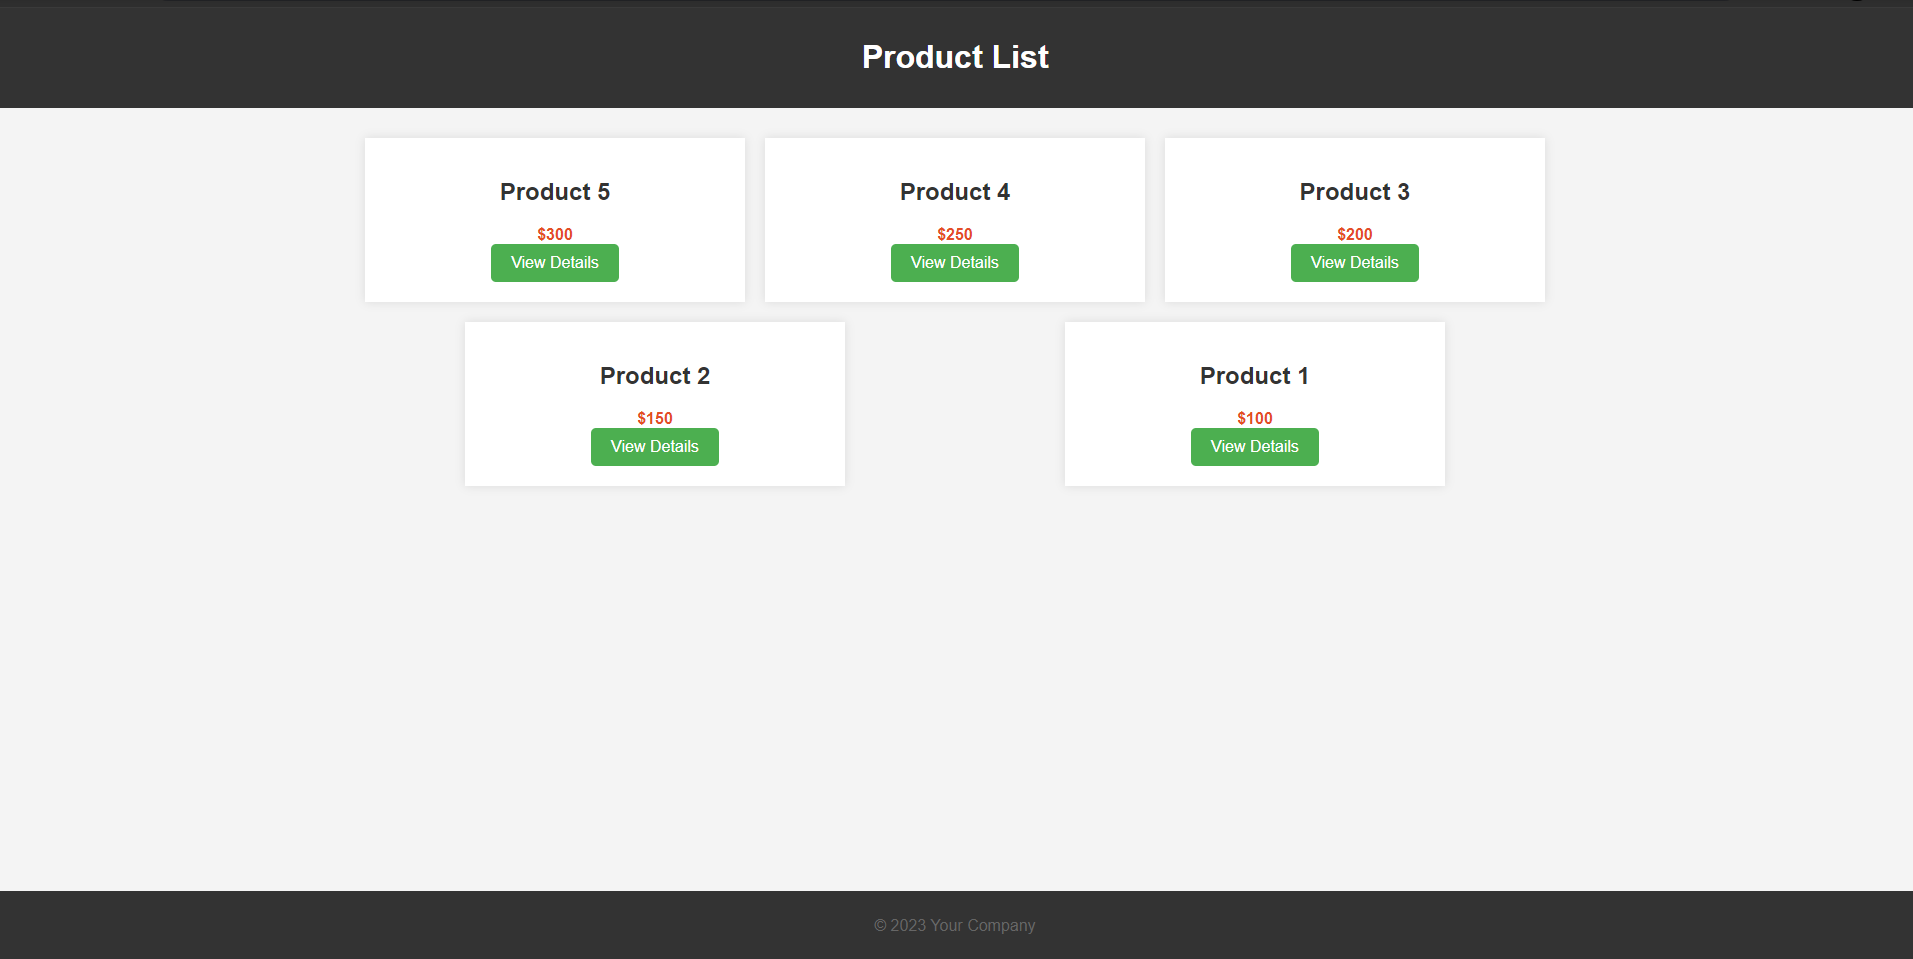 Product List
Product 5
$300
View Details
Product 4
$250
View Details
Product 3
$200
View Details
Product 2
$150
View Details
Product 1
$100
View Details
© 2023 Your Company